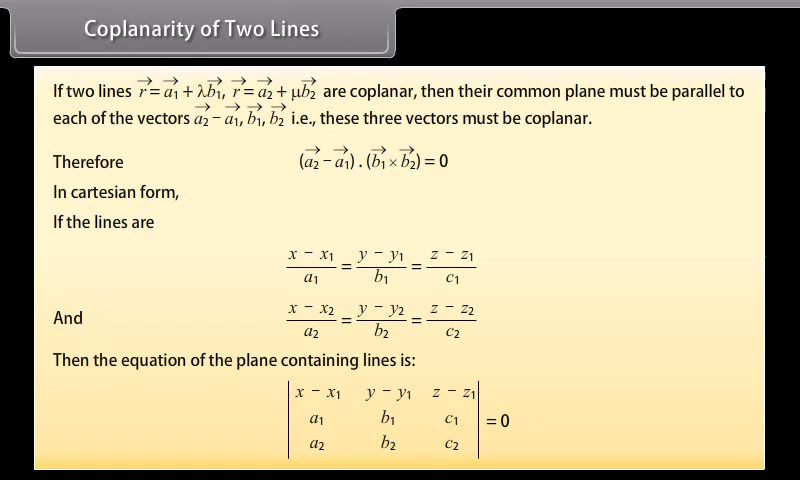 Coplanarity of Two Lines
If two lines r⃗ = a⃗₁ + λb⃗₁, r⃗ = a⃗₂ + μb⃗₂ are coplanar, then their common plane must be parallel to
each of the vectors a⃗₂ − a⃗₁, b⃗₁, b⃗₂ i.e., these three vectors must be coplanar.
Therefore (a⃗₂ − a⃗₁) . (b⃗₁ × b⃗₂) = 0
In cartesian form,
If the lines are
(x − x₁)/a₁ = (y − y₁)/b₁ = (z − z₁)/c₁
And (x − x₂)/a₂ = (y − y₂)/b₂ = (z − z₂)/c₂
Then the equation of the plane containing lines is:
| x − x₁ y − y₁ z − z₁ |
| a₁ b₁ c₁ | = 0
| a₂ b₂ c₂ |